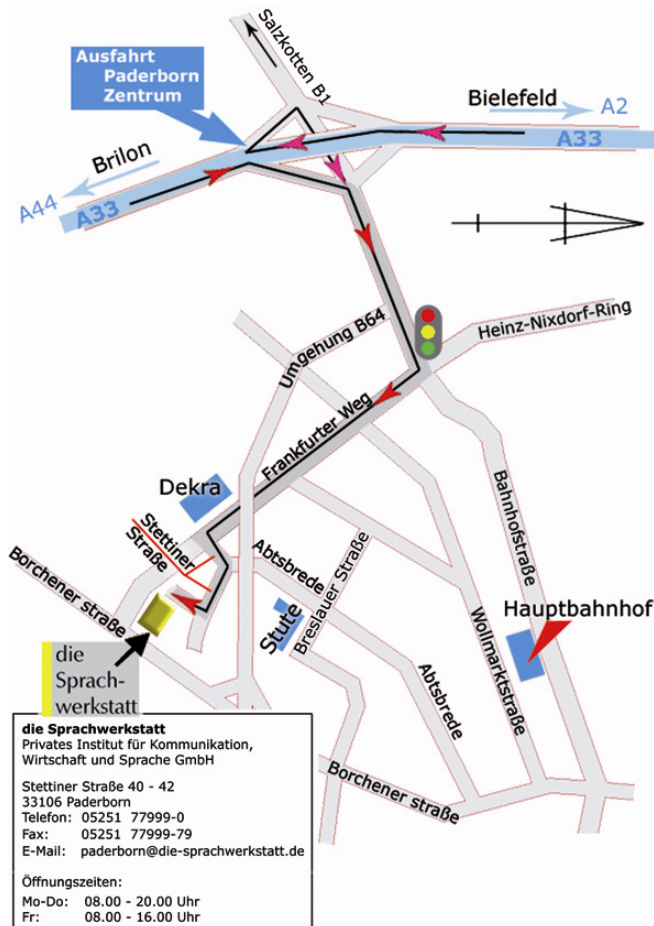 Salzkotten B1
Ausfahrt
Paderborn
Zentrum
Bielefeld
A2
A33
Brilon
A44
A33
Umgehung B64
Heinz-Nixdorf-Ring
Frankfurter Weg
Dekra
Stettiner
Straße
Bahnhofstraße
Borchener straße
Abtsbrede
Breslauer Straße
Stute
Hauptbahnhof
Wollmarktstraße
Abtsbrede
Borchener straße
die
Sprach-
werkstatt
die Sprachwerkstatt
Privates Institut für Kommunikation,
Wirtschaft und Sprache GmbH
Stettiner Straße 40 - 42
33106 Paderborn
Telefon: 05251 77999-0
Fax: 05251 77999-79
E-Mail: paderborn@die-sprachwerkstatt.de
Öffnungszeiten:
Mo-Do: 08.00 - 20.00 Uhr
Fr: 08.00 - 16.00 Uhr